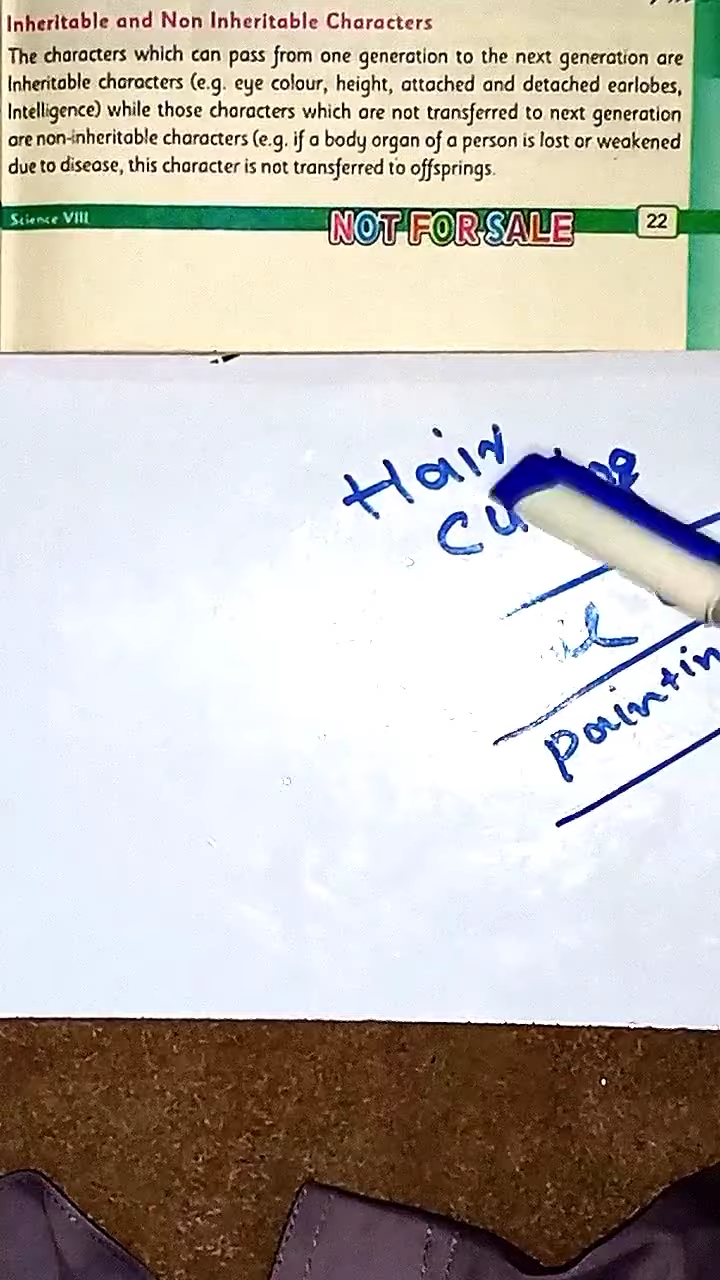 Inheritable and Non Inheritable Characters
The characters which can pass from one generation to the next generation are
Inheritable characters (e.g. eye colour, height, attached and detached earlobes,
Intelligence) while those characters which are not transferred to next generation
are non-inheritable characters (e.g. if a body organ of a person is lost or weakened
due to disease, this character is not transferred to offsprings.
Science VIII
NOT FOR SALE
22
Hair
Paintin